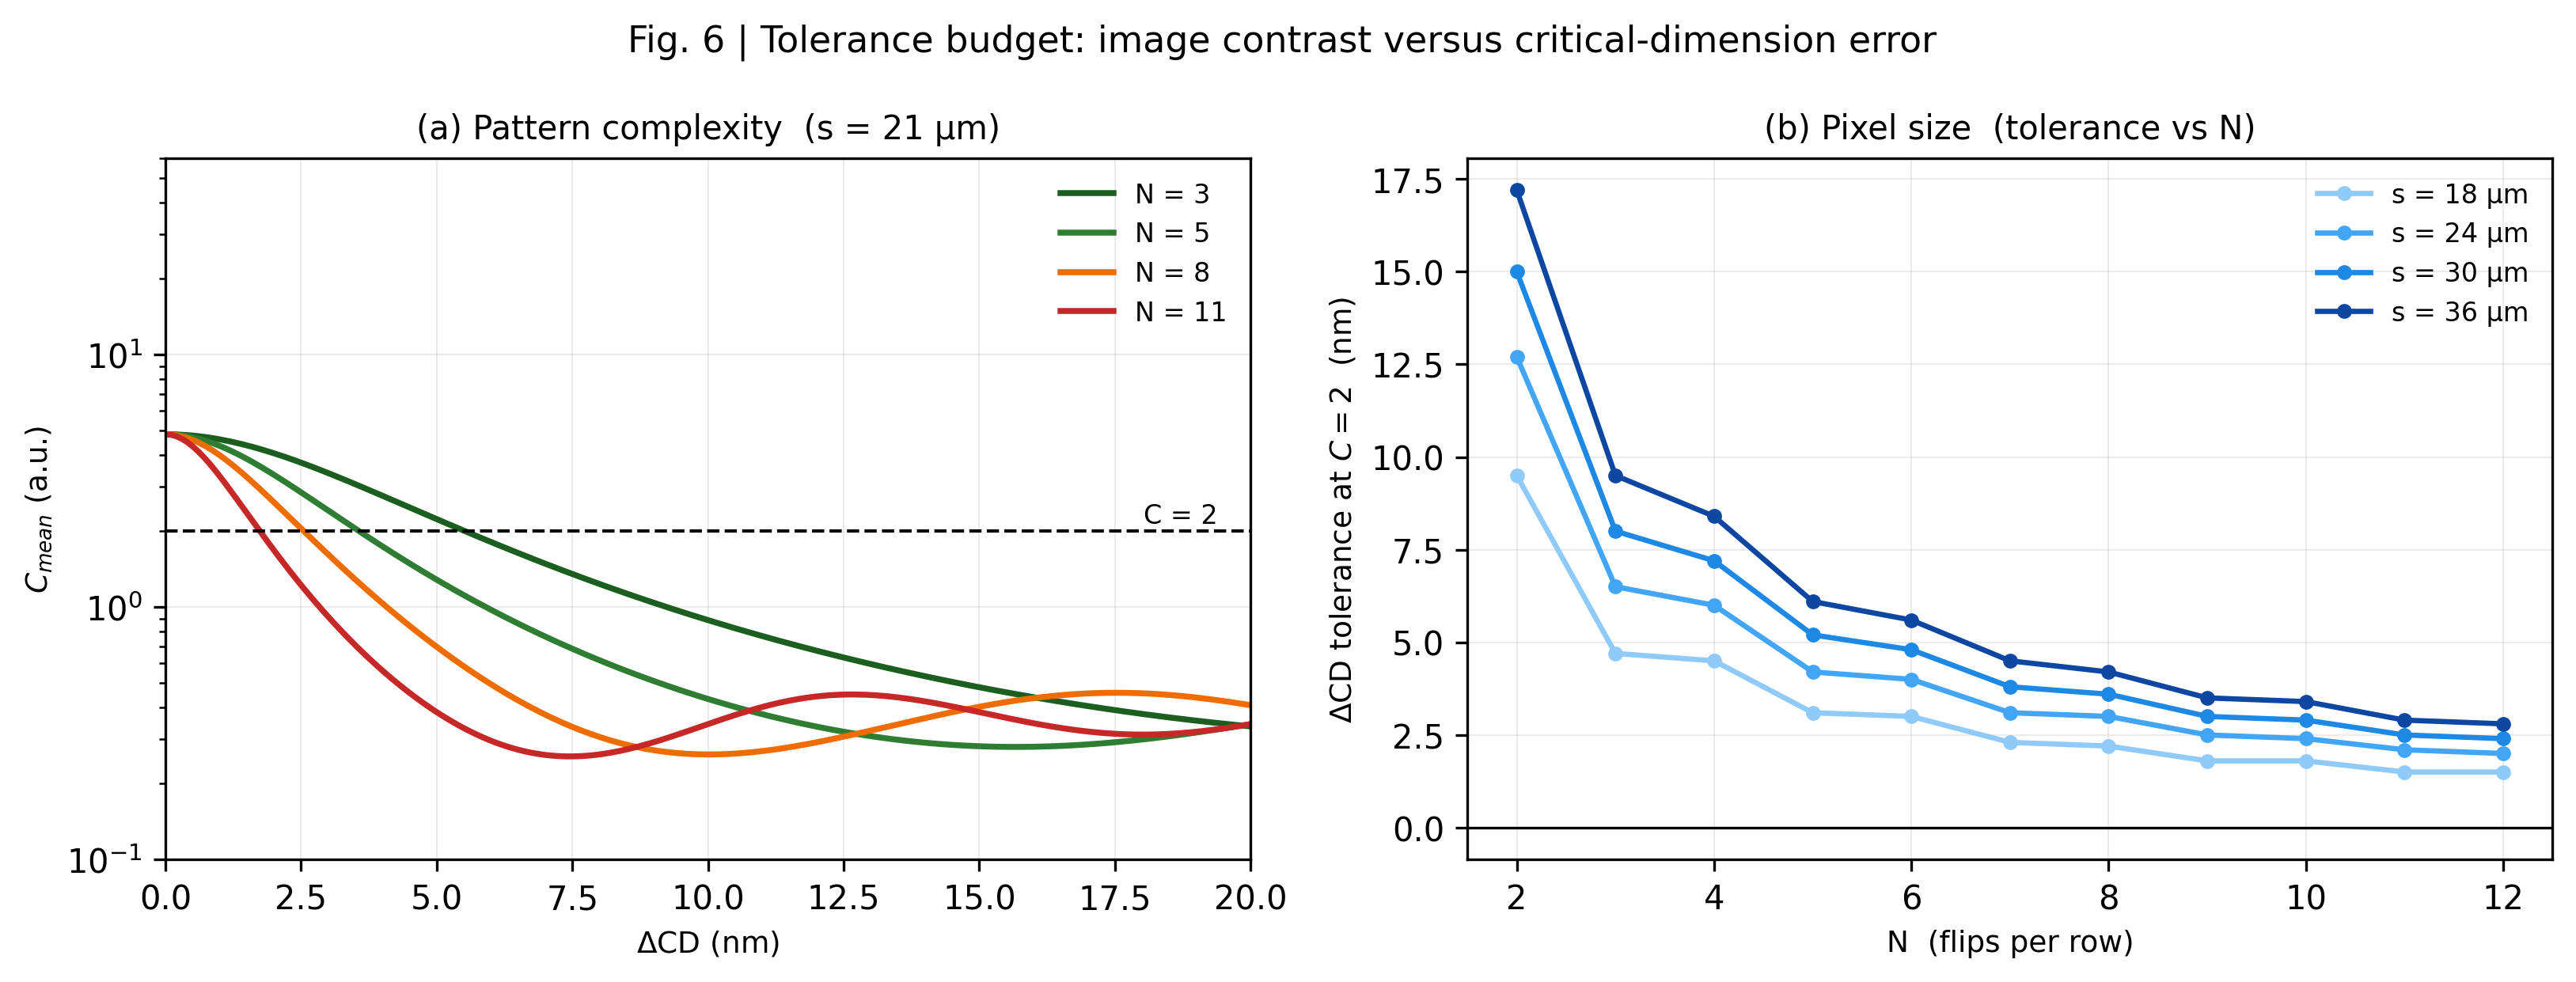 Fig. 6 | Tolerance budget: image contrast versus critical-dimension error
(a) Pattern complexity  (s = 21 μm)
N = 3
N = 5
N = 8
N = 11
C = 2
10¹
10⁰
10⁻¹
C_mean (a.u.)
0.0 2.5 5.0 7.5 10.0 12.5 15.0 17.5 20.0
ΔCD (nm)
(b) Pixel size  (tolerance vs N)
s = 18 μm
s = 24 μm
s = 30 μm
s = 36 μm
17.5
15.0
12.5
10.0
7.5
5.0
2.5
0.0
ΔCD tolerance at C = 2  (nm)
2 4 6 8 10 12
N  (flips per row)